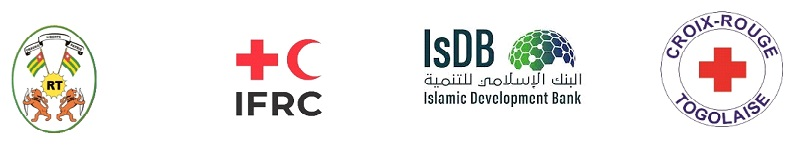 RT
IFRC
IsDB
البنك الإسلامي للتنمية
Islamic Development Bank
CROIX-ROUGE
TOGOLAISE